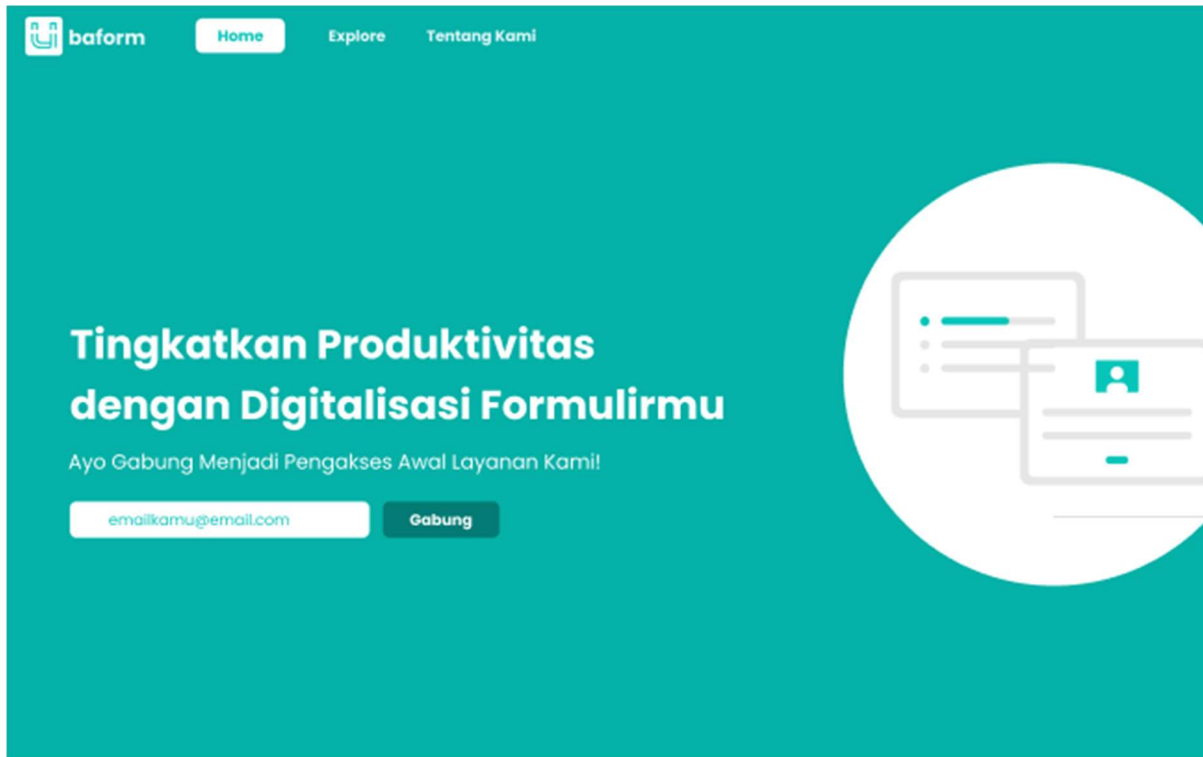 baform
Home
Explore
Tentang Kami
Tingkatkan Produktivitas
dengan Digitalisasi Formulirmu
Ayo Gabung Menjadi Pengakses Awal Layanan Kami!
emailkamu@email.com
Gabung